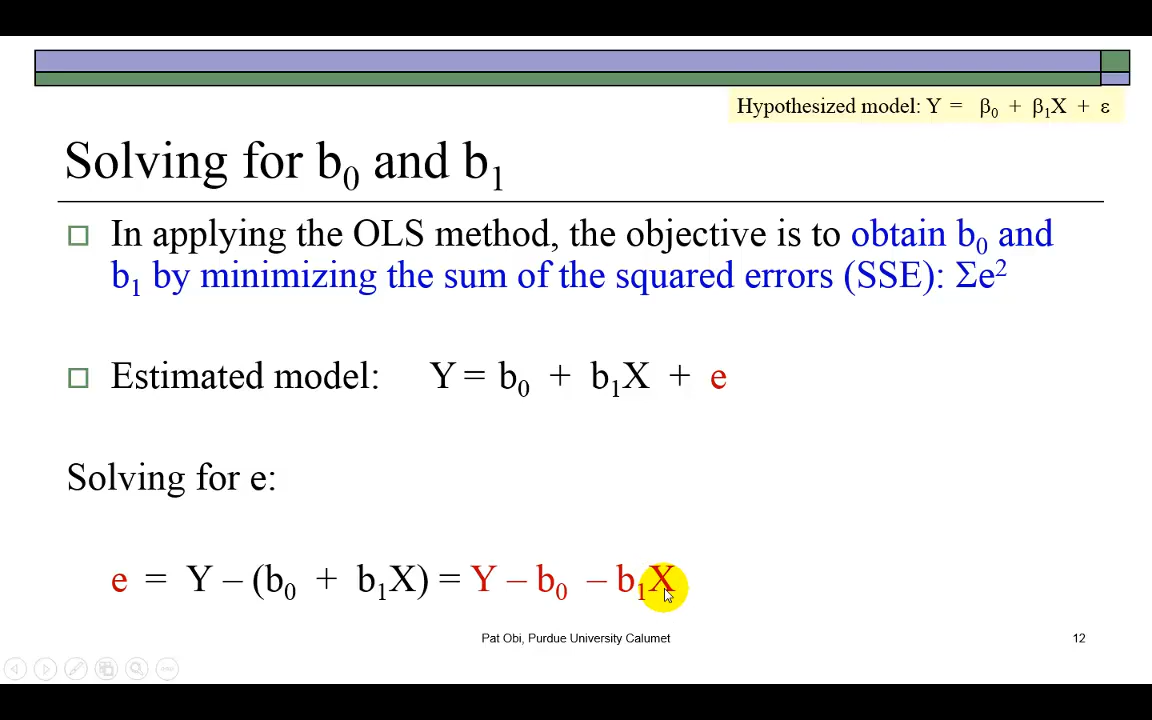 Hypothesized model: Y = β₀ + β₁X + ε
Solving for b₀ and b₁
In applying the OLS method, the objective is to obtain b₀ and
b₁ by minimizing the sum of the squared errors (SSE): Σe²
Estimated model: Y = b₀ + b₁X + e
Solving for e:
e = Y – (b₀ + b₁X) = Y – b₀ – b₁X
Pat Obi, Purdue University Calumet
12